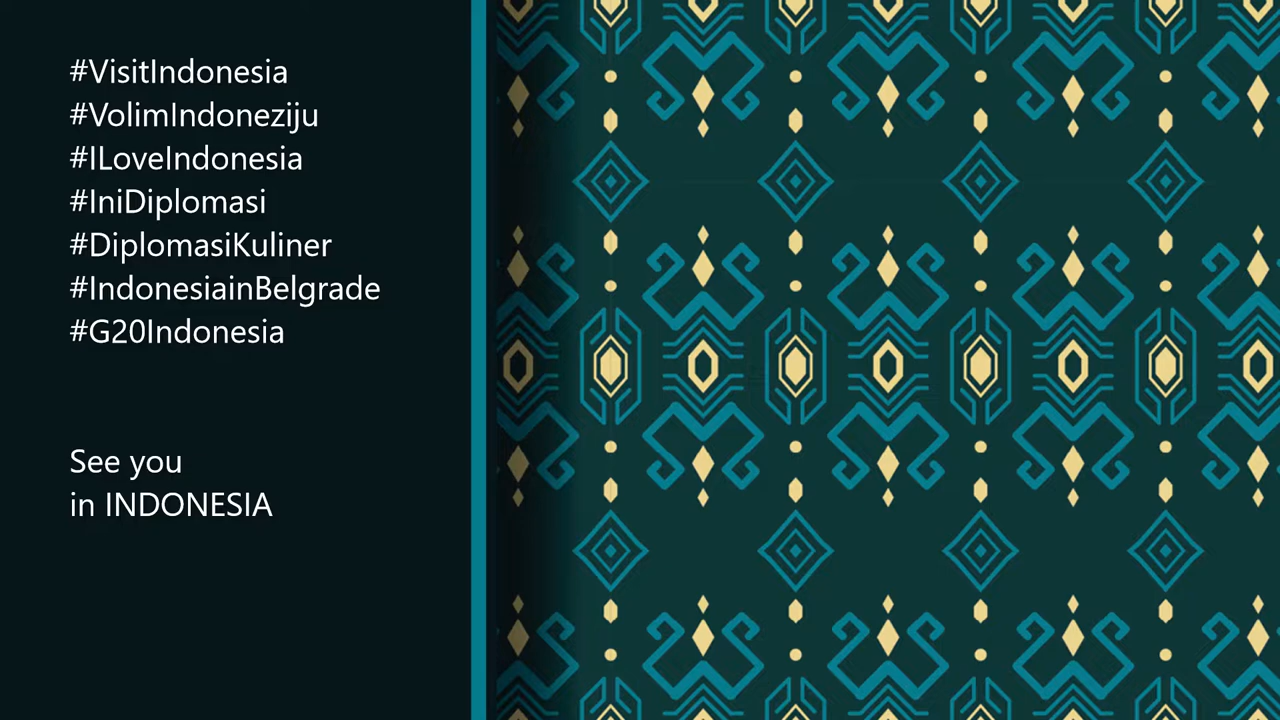 #VisitIndonesia
#VolimIndoneziju
#ILoveIndonesia
#IniDiplomasi
#DiplomasiKuliner
#IndonesiainBelgrade
#G20Indonesia
See you
in INDONESIA